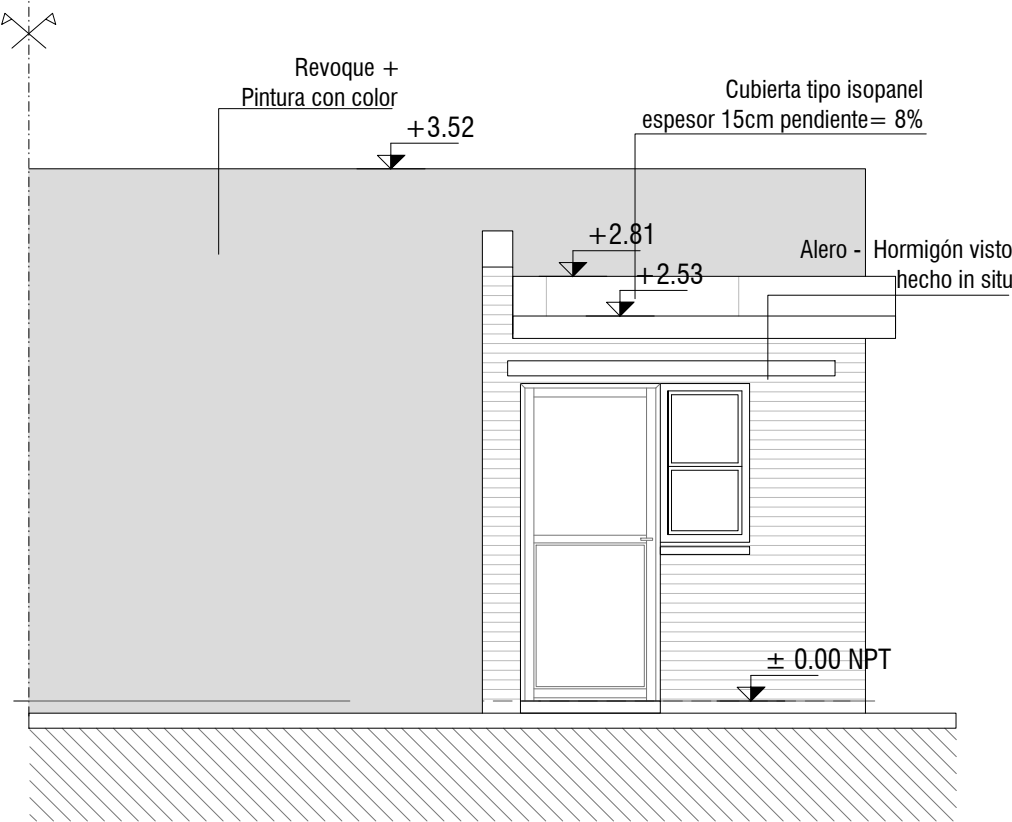 Revoque +
Pintura con color
+3.52
Cubierta tipo isopanel
espesor 15cm pendiente= 8%
+2.81
+2.53
Alero - Hormigón visto
hecho in situ
± 0.00 NPT